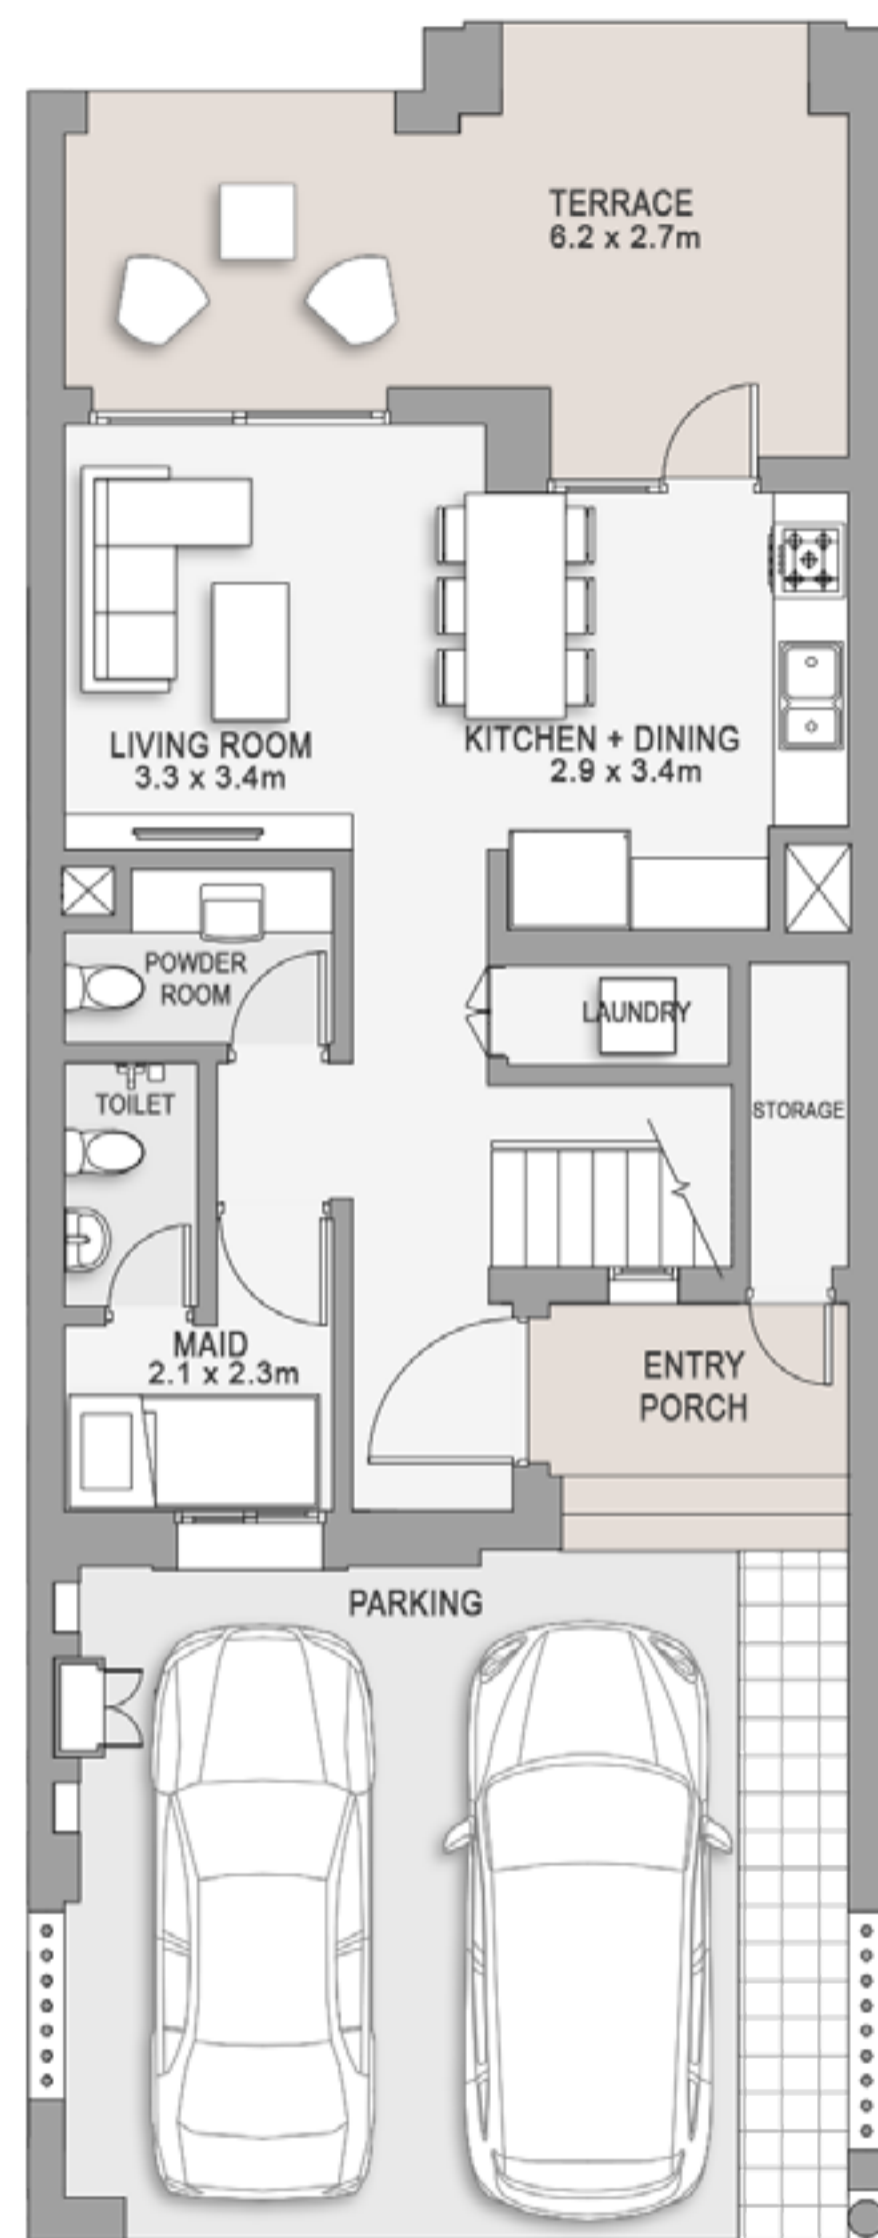 TERRACE
6.2 x 2.7m
LIVING ROOM
3.3 x 3.4m
KITCHEN + DINING
2.9 x 3.4m
POWDER
ROOM
LAUNDRY
TOILET
STORAGE
MAID
2.1 x 2.3m
ENTRY
PORCH
PARKING